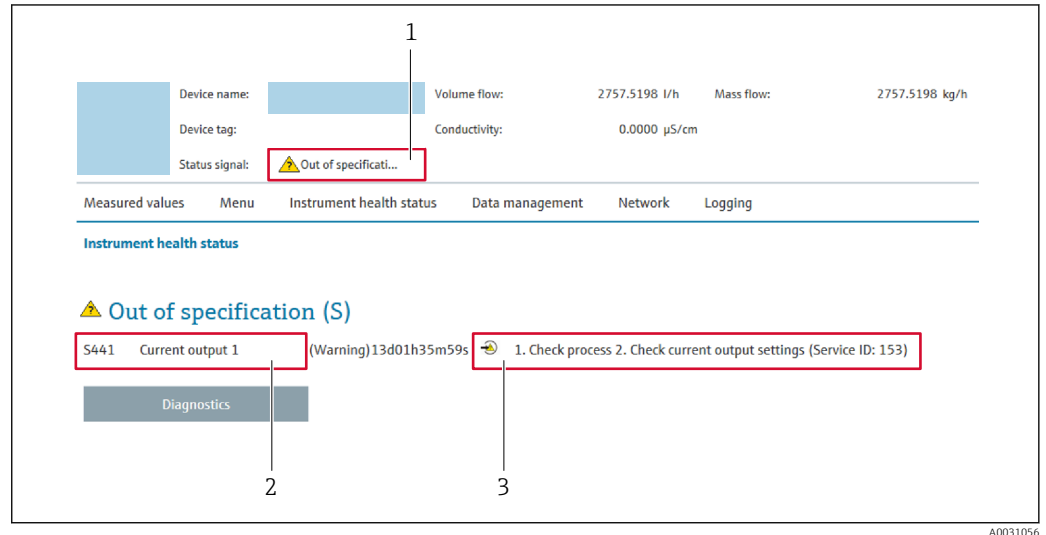 1
Device name: Volume flow: 2757.5198 l/h Mass flow: 2757.5198 kg/h
Device tag: Conductivity: 0.0000 µS/cm
Status signal: Out of specificati...
Measured values Menu Instrument health status Data management Network Logging
Instrument health status
Out of specification (S)
S441 Current output 1 (Warning)13d01h35m59s 1. Check process 2. Check current output settings (Service ID: 153)
Diagnostics
2 3
A0031056